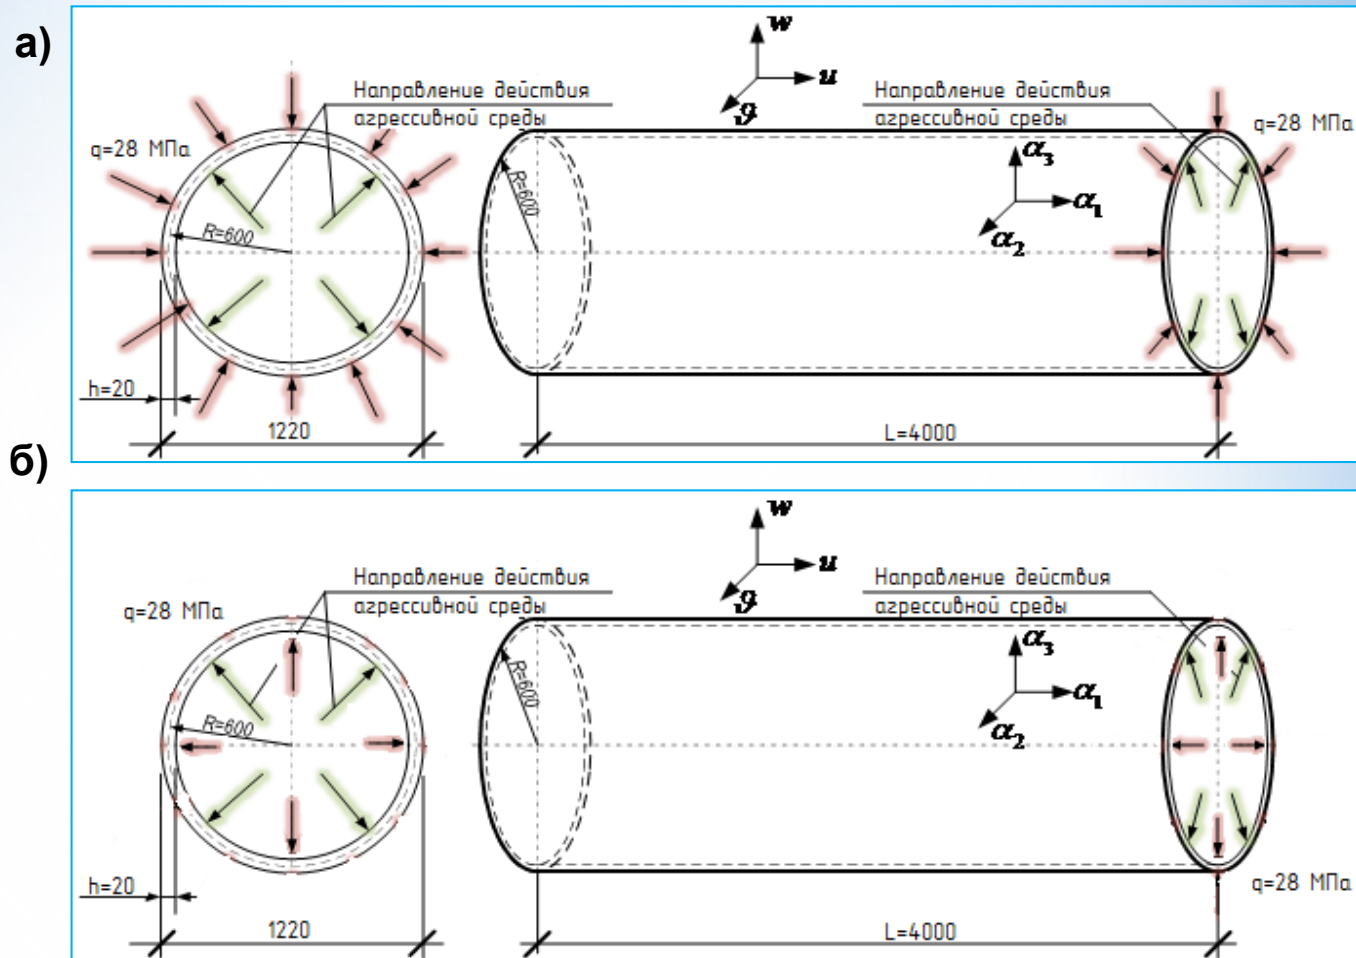 а)
w
u
ϑ
Направление действия
агрессивной среды
Направление действия
агрессивной среды
q=28 МПа
q=28 МПа
R=600
R=600
α3
α1
α2
h=20
1220
L=4000
б)
w
u
ϑ
Направление действия
агрессивной среды
Направление действия
агрессивной среды
q=28 МПа
R=600
R=600
α3
α1
α2
h=20
q=28 МПа
1220
L=4000